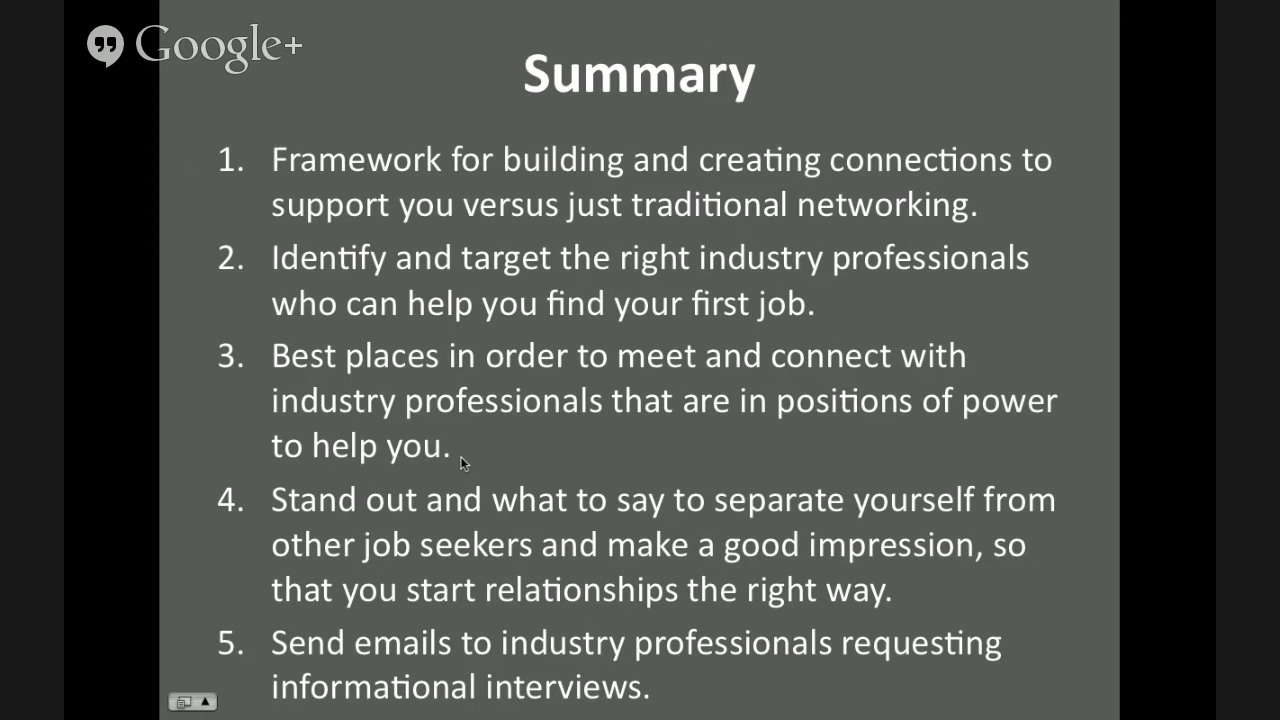 Google+
Summary
1. Framework for building and creating connections to
support you versus just traditional networking.
2. Identify and target the right industry professionals
who can help you find your first job.
3. Best places in order to meet and connect with
industry professionals that are in positions of power
to help you.
4. Stand out and what to say to separate yourself from
other job seekers and make a good impression, so
that you start relationships the right way.
5. Send emails to industry professionals requesting
informational interviews.